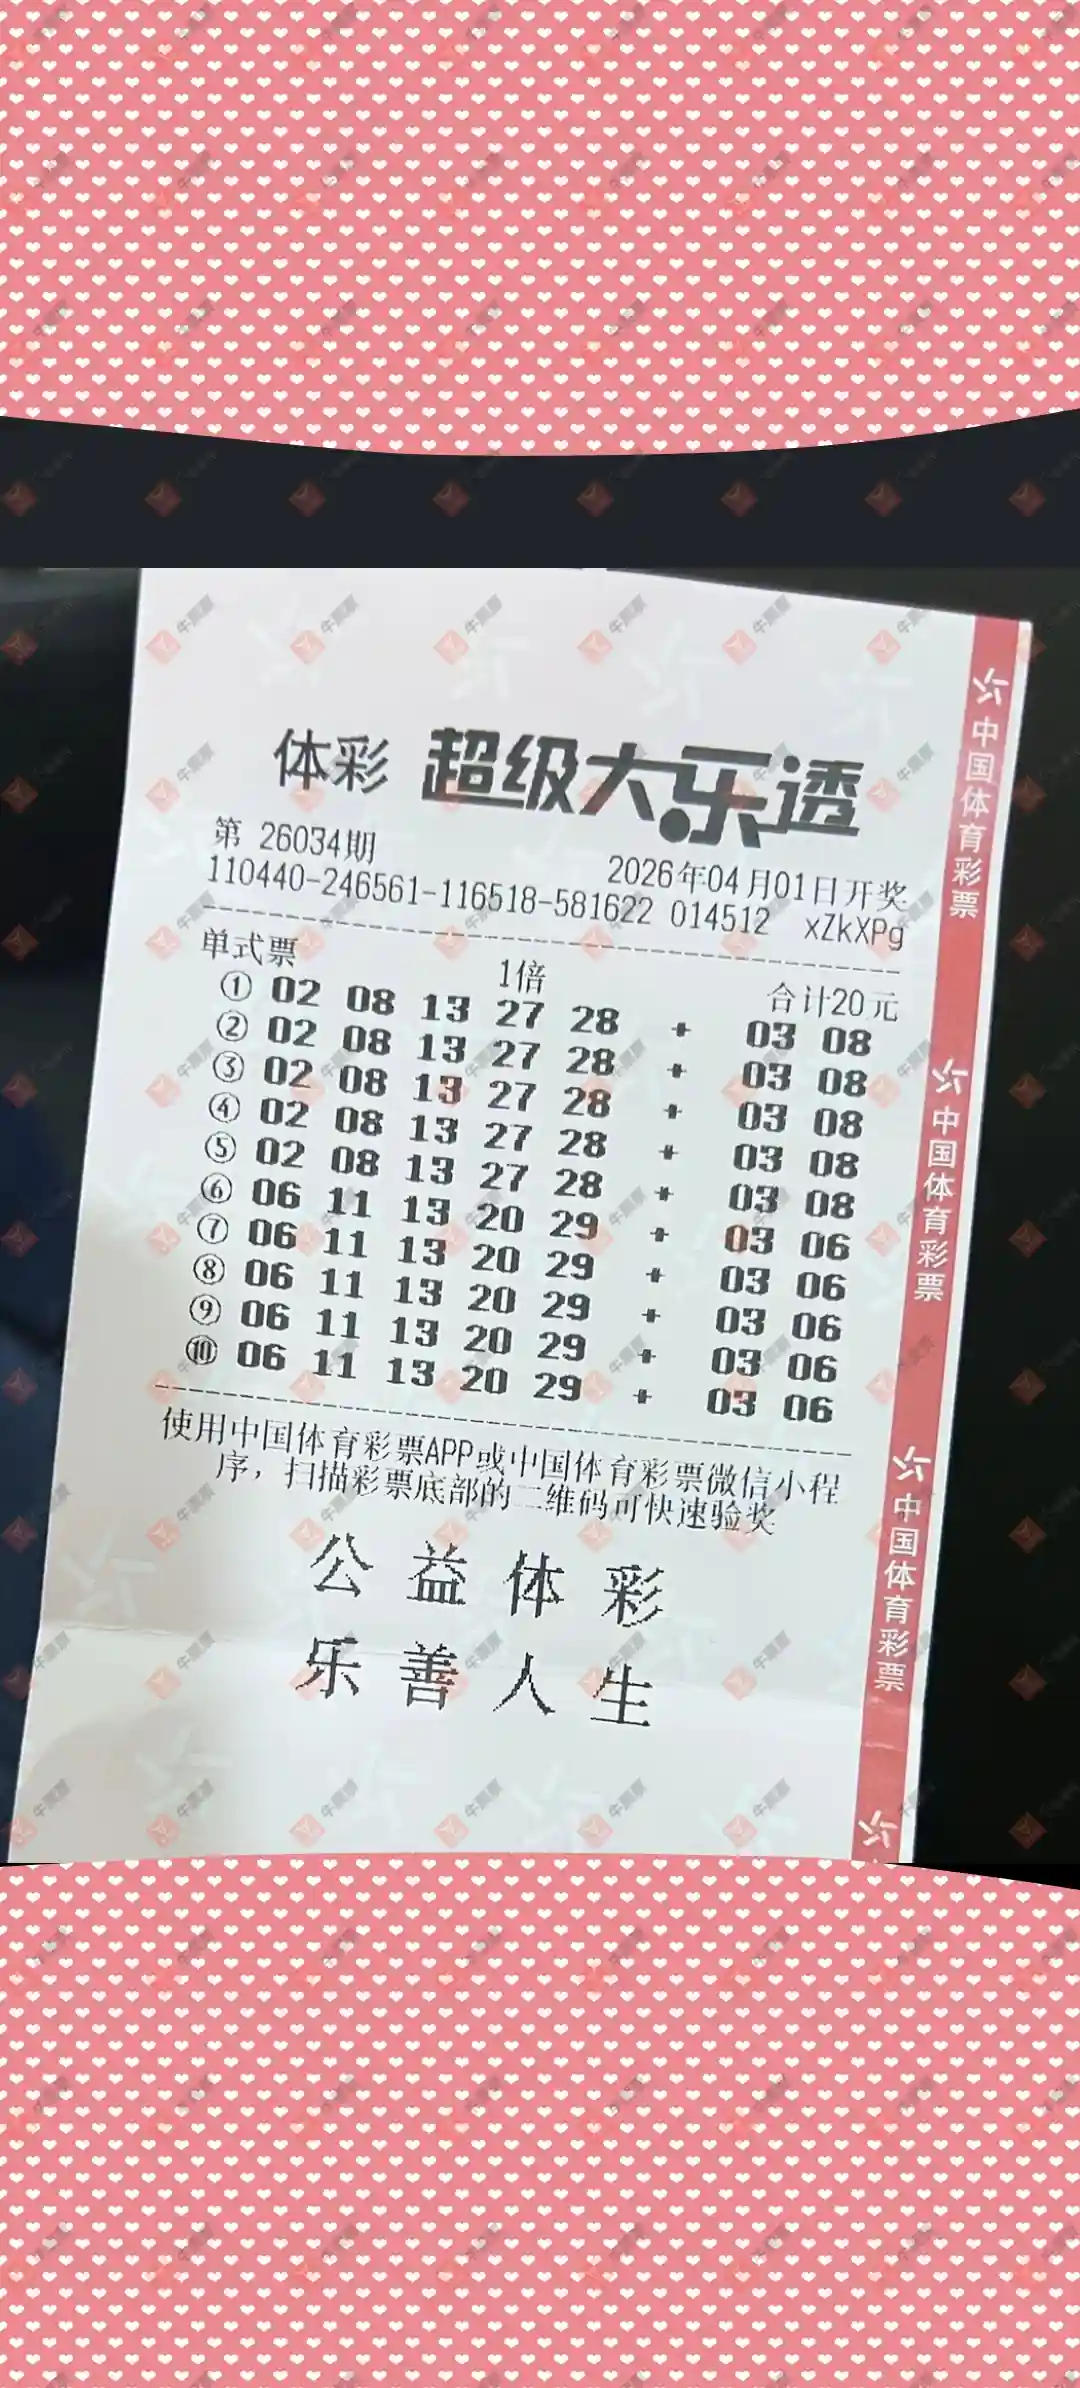 体彩 超级大乐透
第 26034期 2026年04月01日开奖
110440-246561-116518-581622 014512 xZkXPg
单式票 1倍 合计20元
① 02 08 13 27 28 + 03 08
② 02 08 13 27 28 + 03 08
③ 02 08 13 27 28 + 03 08
④ 02 08 13 27 28 + 03 08
⑤ 02 08 13 27 28 + 03 08
⑥ 06 11 13 20 29 + 03 06
⑦ 06 11 13 20 29 + 03 06
⑧ 06 11 13 20 29 + 03 06
⑨ 06 11 13 20 29 + 03 06
⑩ 06 11 13 20 29 + 03 06
使用中国体育彩票APP或中国体育彩票微信小程
序，扫描彩票底部的二维码可快速验奖
公益体彩
乐善人生
中国体育彩票
中国体育彩票
中国体育彩票